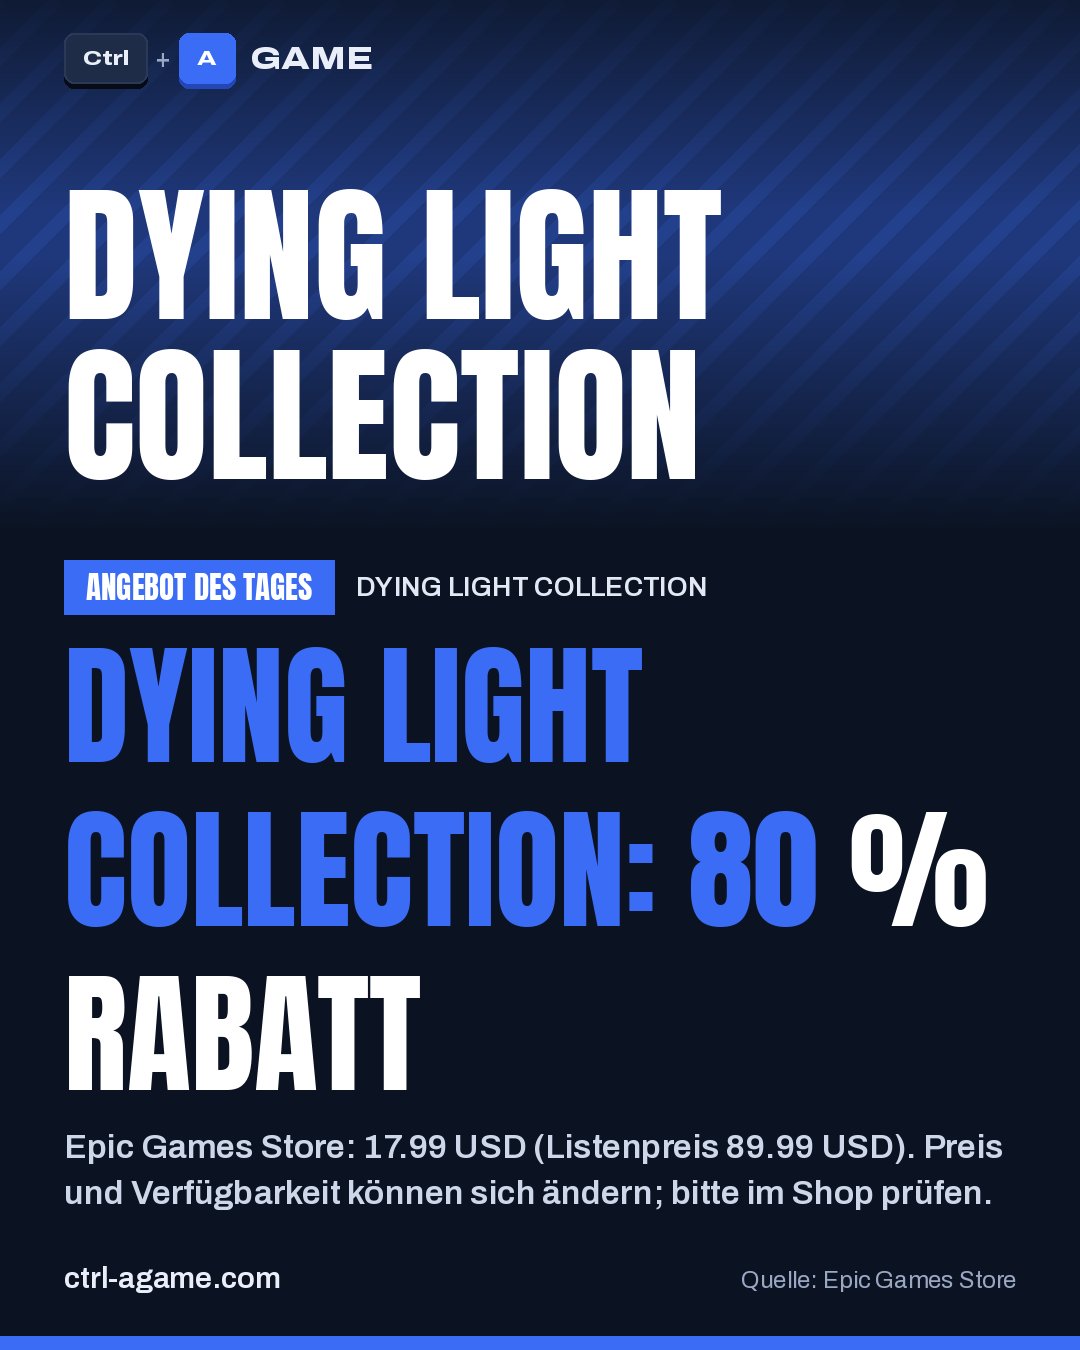 Ctrl + A GAME
DYING LIGHT
COLLECTION
ANGEBOT DES TAGES DYING LIGHT COLLECTION
DYING LIGHT
COLLECTION: 80 %
RABATT
Epic Games Store: 17.99 USD (Listenpreis 89.99 USD). Preis
und Verfügbarkeit können sich ändern; bitte im Shop prüfen.
ctrl-agame.com Quelle: Epic Games Store